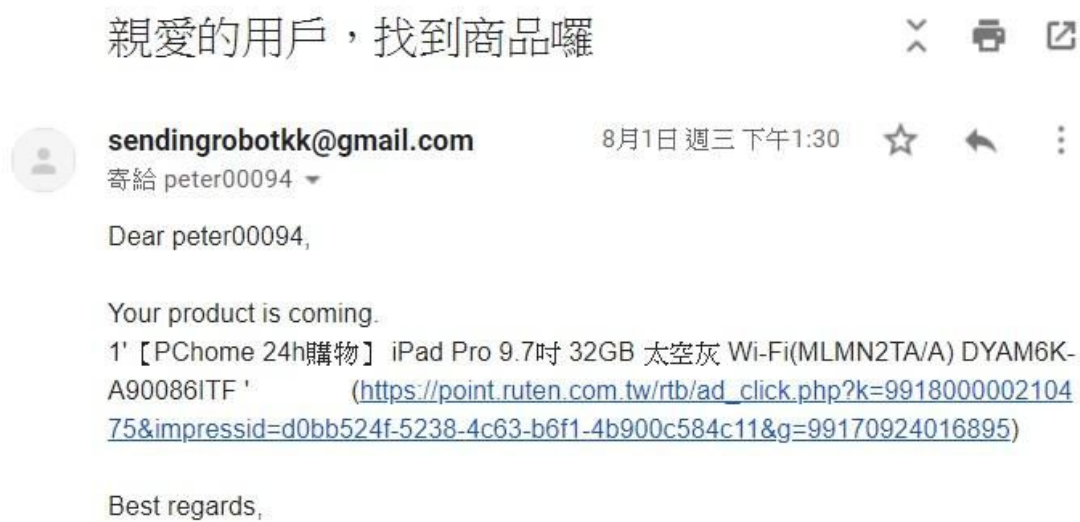 親愛的用戶，找到商品囉
sendingrobotkk@gmail.com 8月1日 週三 下午1:30
寄給 peter00094
Dear peter00094,
Your product is coming.
1'【PChome 24h購物】 iPad Pro 9.7吋 32GB 太空灰 Wi-Fi(MLMN2TA/A) DYAM6K-
A90086ITF ' (https://point.ruten.com.tw/rtb/ad_click.php?k=9918000002104
75&impressid=d0bb524f-5238-4c63-b6f1-4b900c584c11&g=99170924016895)
Best regards,